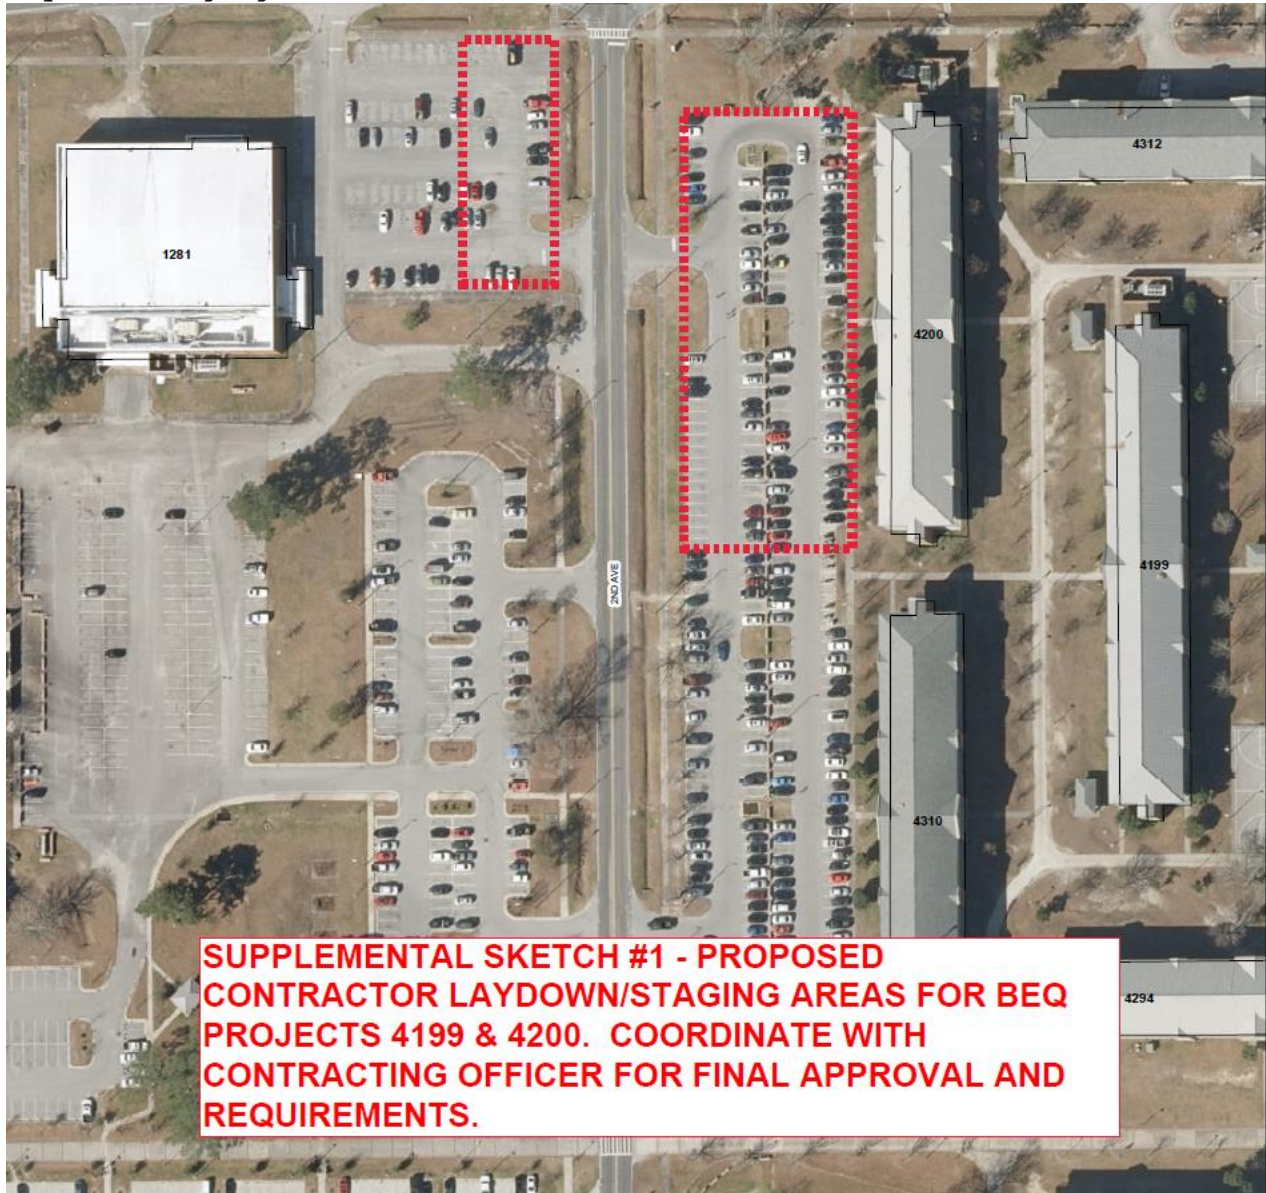 4312
1281
4200
4199
2ND AVE
4310
SUPPLEMENTAL SKETCH #1 - PROPOSED
CONTRACTOR LAYDOWN/STAGING AREAS FOR BEQ
PROJECTS 4199 & 4200.  COORDINATE WITH
CONTRACTING OFFICER FOR FINAL APPROVAL AND
REQUIREMENTS.
4294